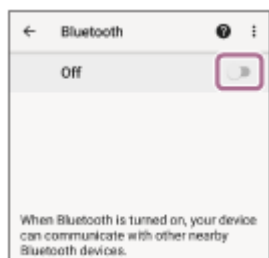 Bluetooth
Off
When Bluetooth is turned on, your device
can communicate with other nearby
Bluetooth devices.